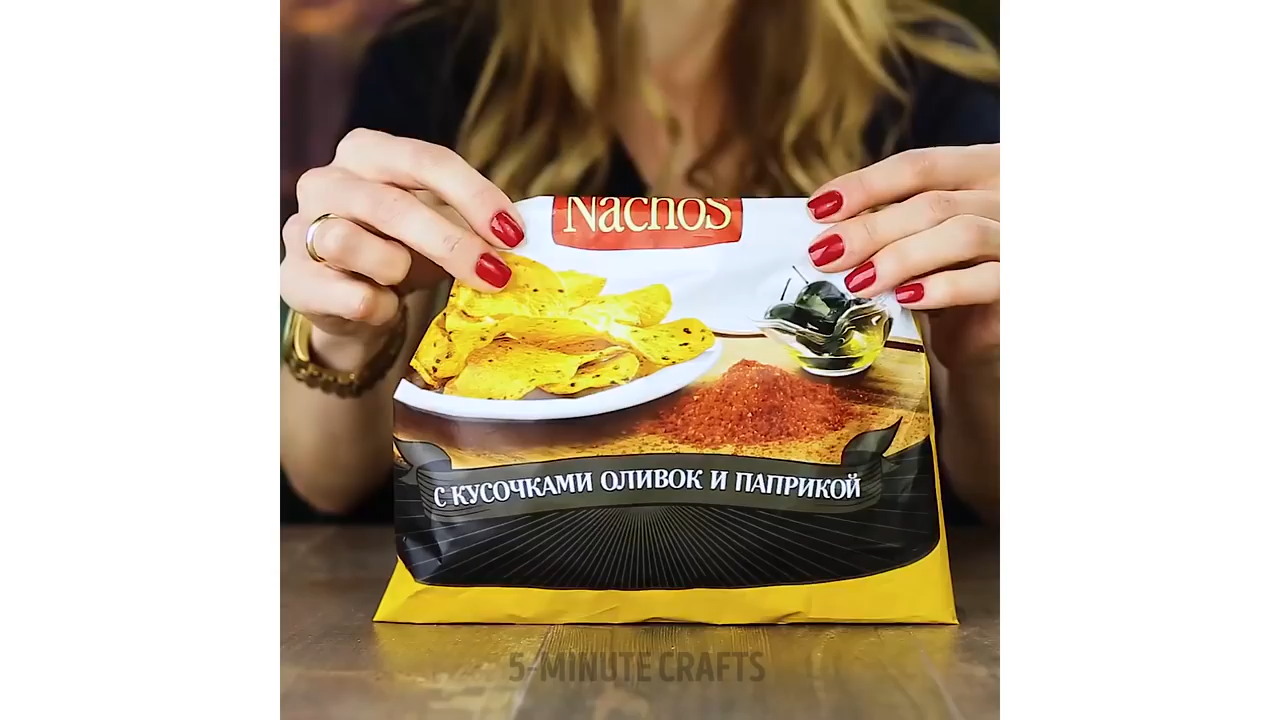 Nachos
С КУСОЧКАМИ ОЛИВОК И ПАПРИКОЙ
5-MINUTE CRAFTS